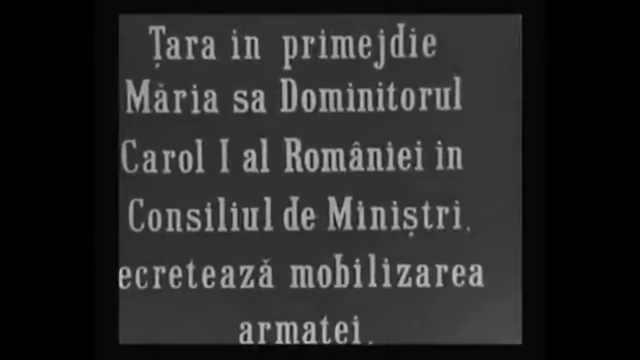 Țara in primejdie
Măria sa Dominitorul
Carol I al României in
Consiliul de Miniștri.
ecretează mobilizarea
armatei.